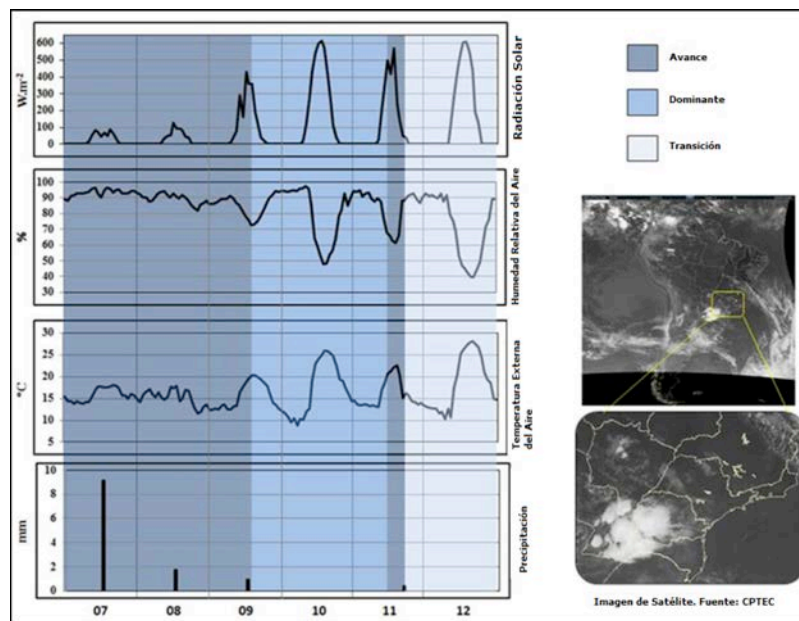 600
500
400
300
200
100
0
W.m-2
Radiación Solar
100
90
80
70
60
50
40
30
%
Humedad Relativa del Aire
30
25
20
15
10
5
°C
Temperatura Externa
del Aire
10
8
6
4
2
0
mm
Precipitación
07 08 09 10 11 12
Avance
Dominante
Transición
Imagen de Satélite. Fuente: CPTEC